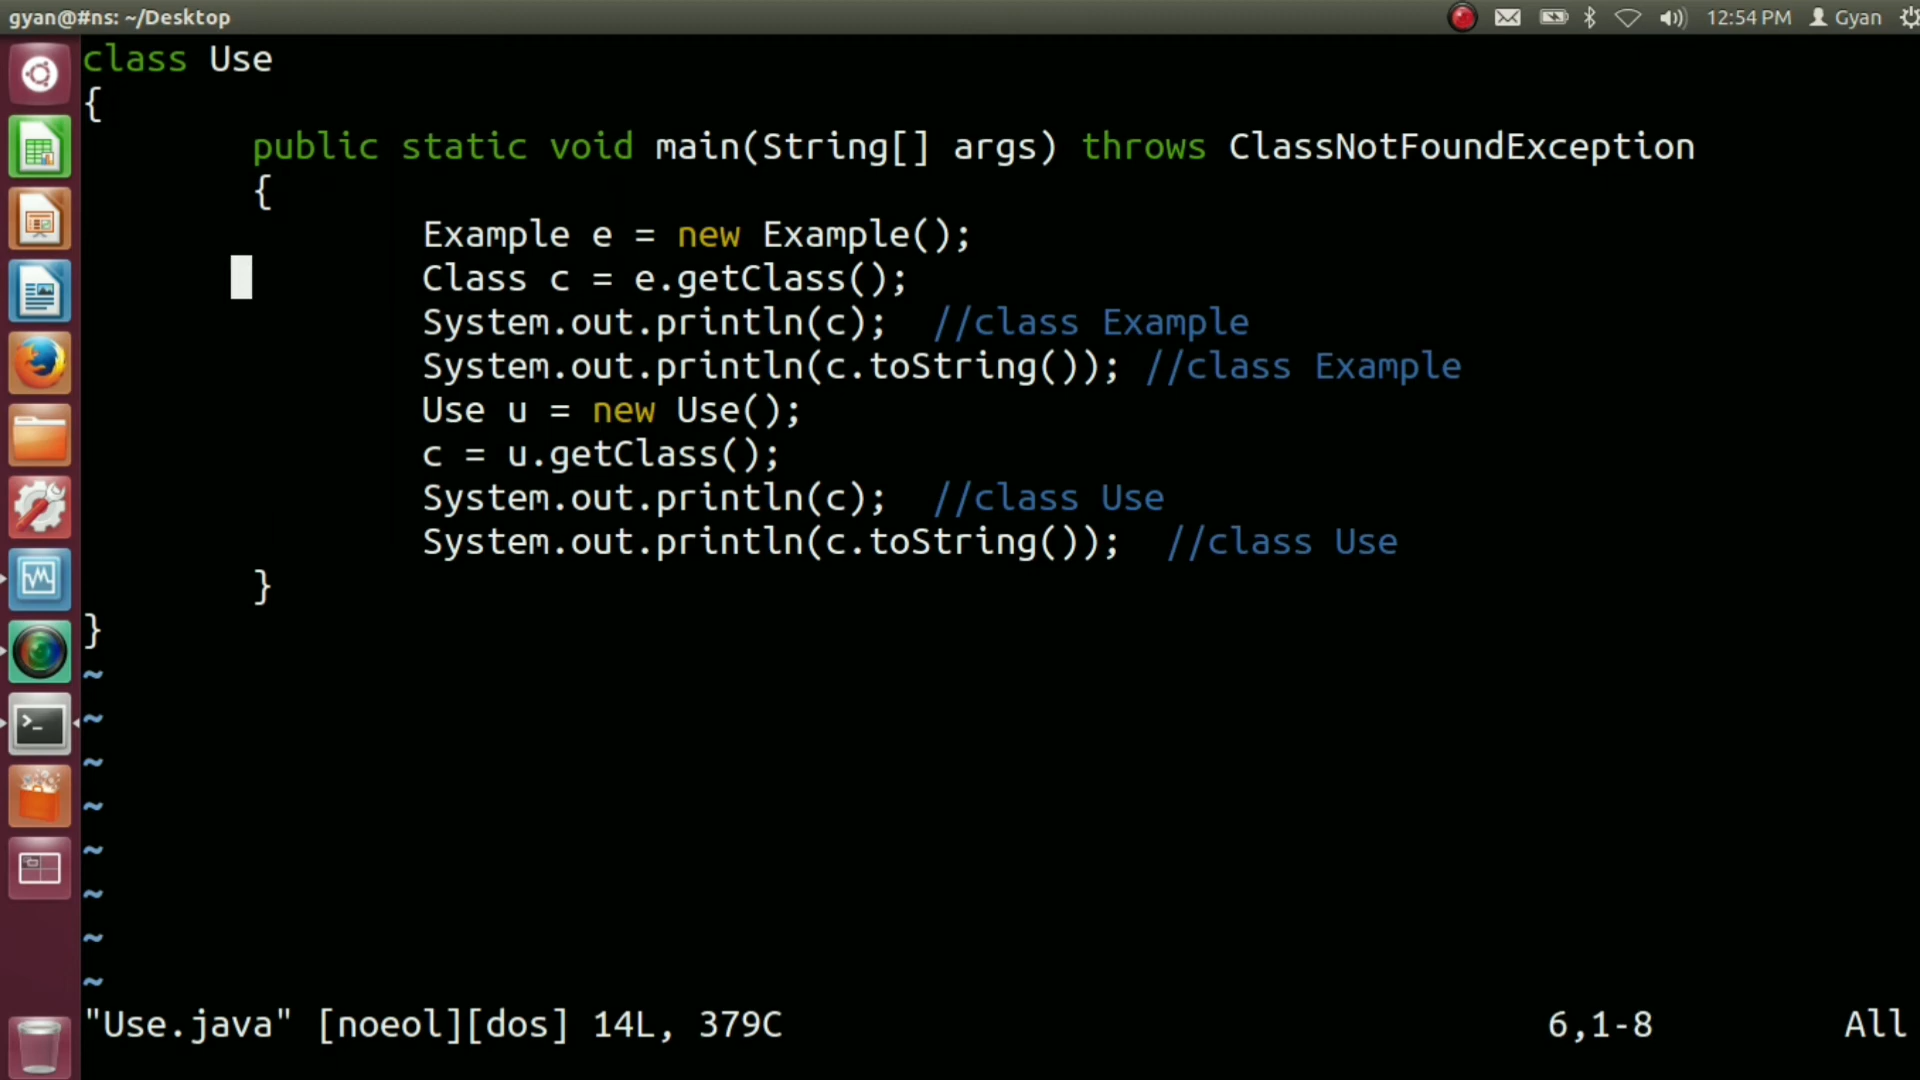 gyan@#ns: ~/Desktop 12:54 PM Gyan
class Use
{
public static void main(String[] args) throws ClassNotFoundException
{
Example e = new Example();
Class c = e.getClass();
System.out.println(c); //class Example
System.out.println(c.toString()); //class Example
Use u = new Use();
c = u.getClass();
System.out.println(c); //class Use
System.out.println(c.toString()); //class Use
}
}
~
~
~
~
~
~
~
~
"Use.java" [noeol][dos] 14L, 379C 6,1-8 All